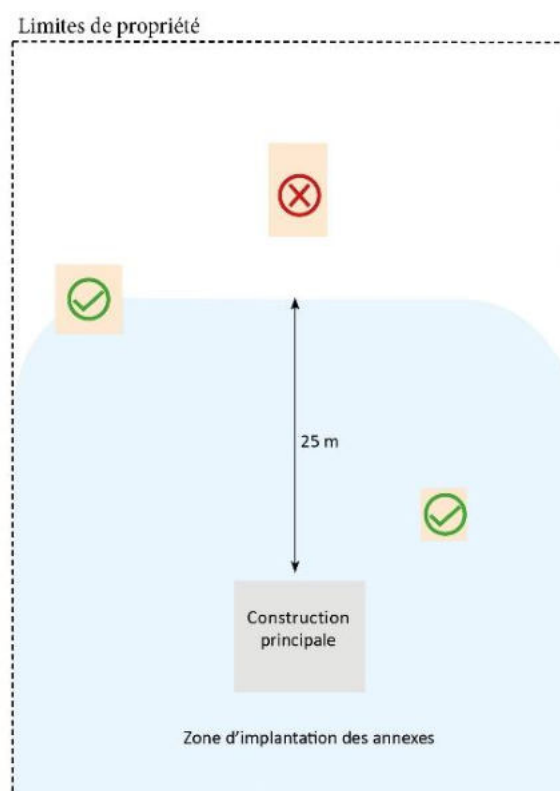 Limites de propriété
25 m
Construction
principale
Zone d'implantation des annexes